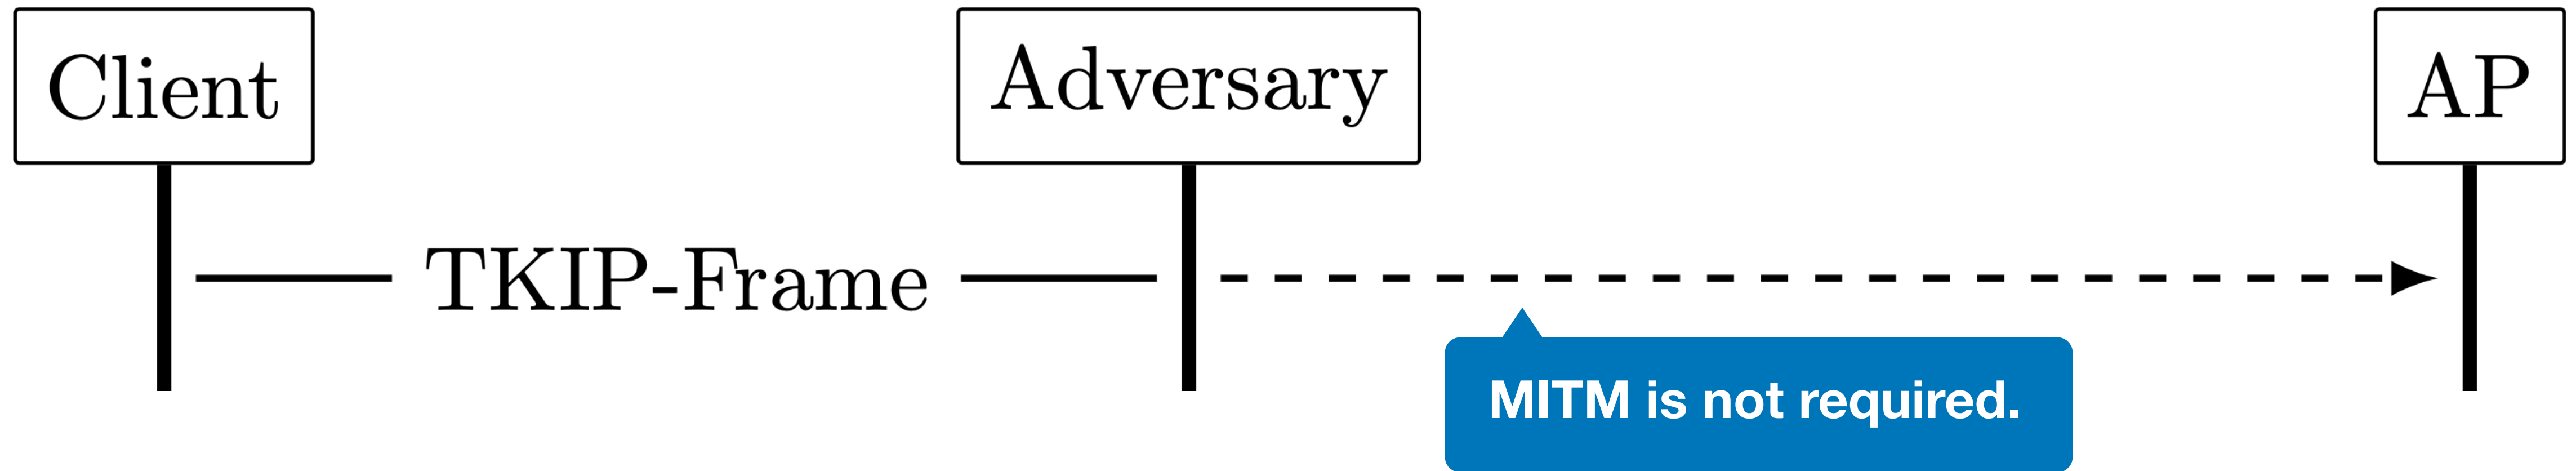 Client
Adversary
AP
TKIP-Frame
MITM is not required.